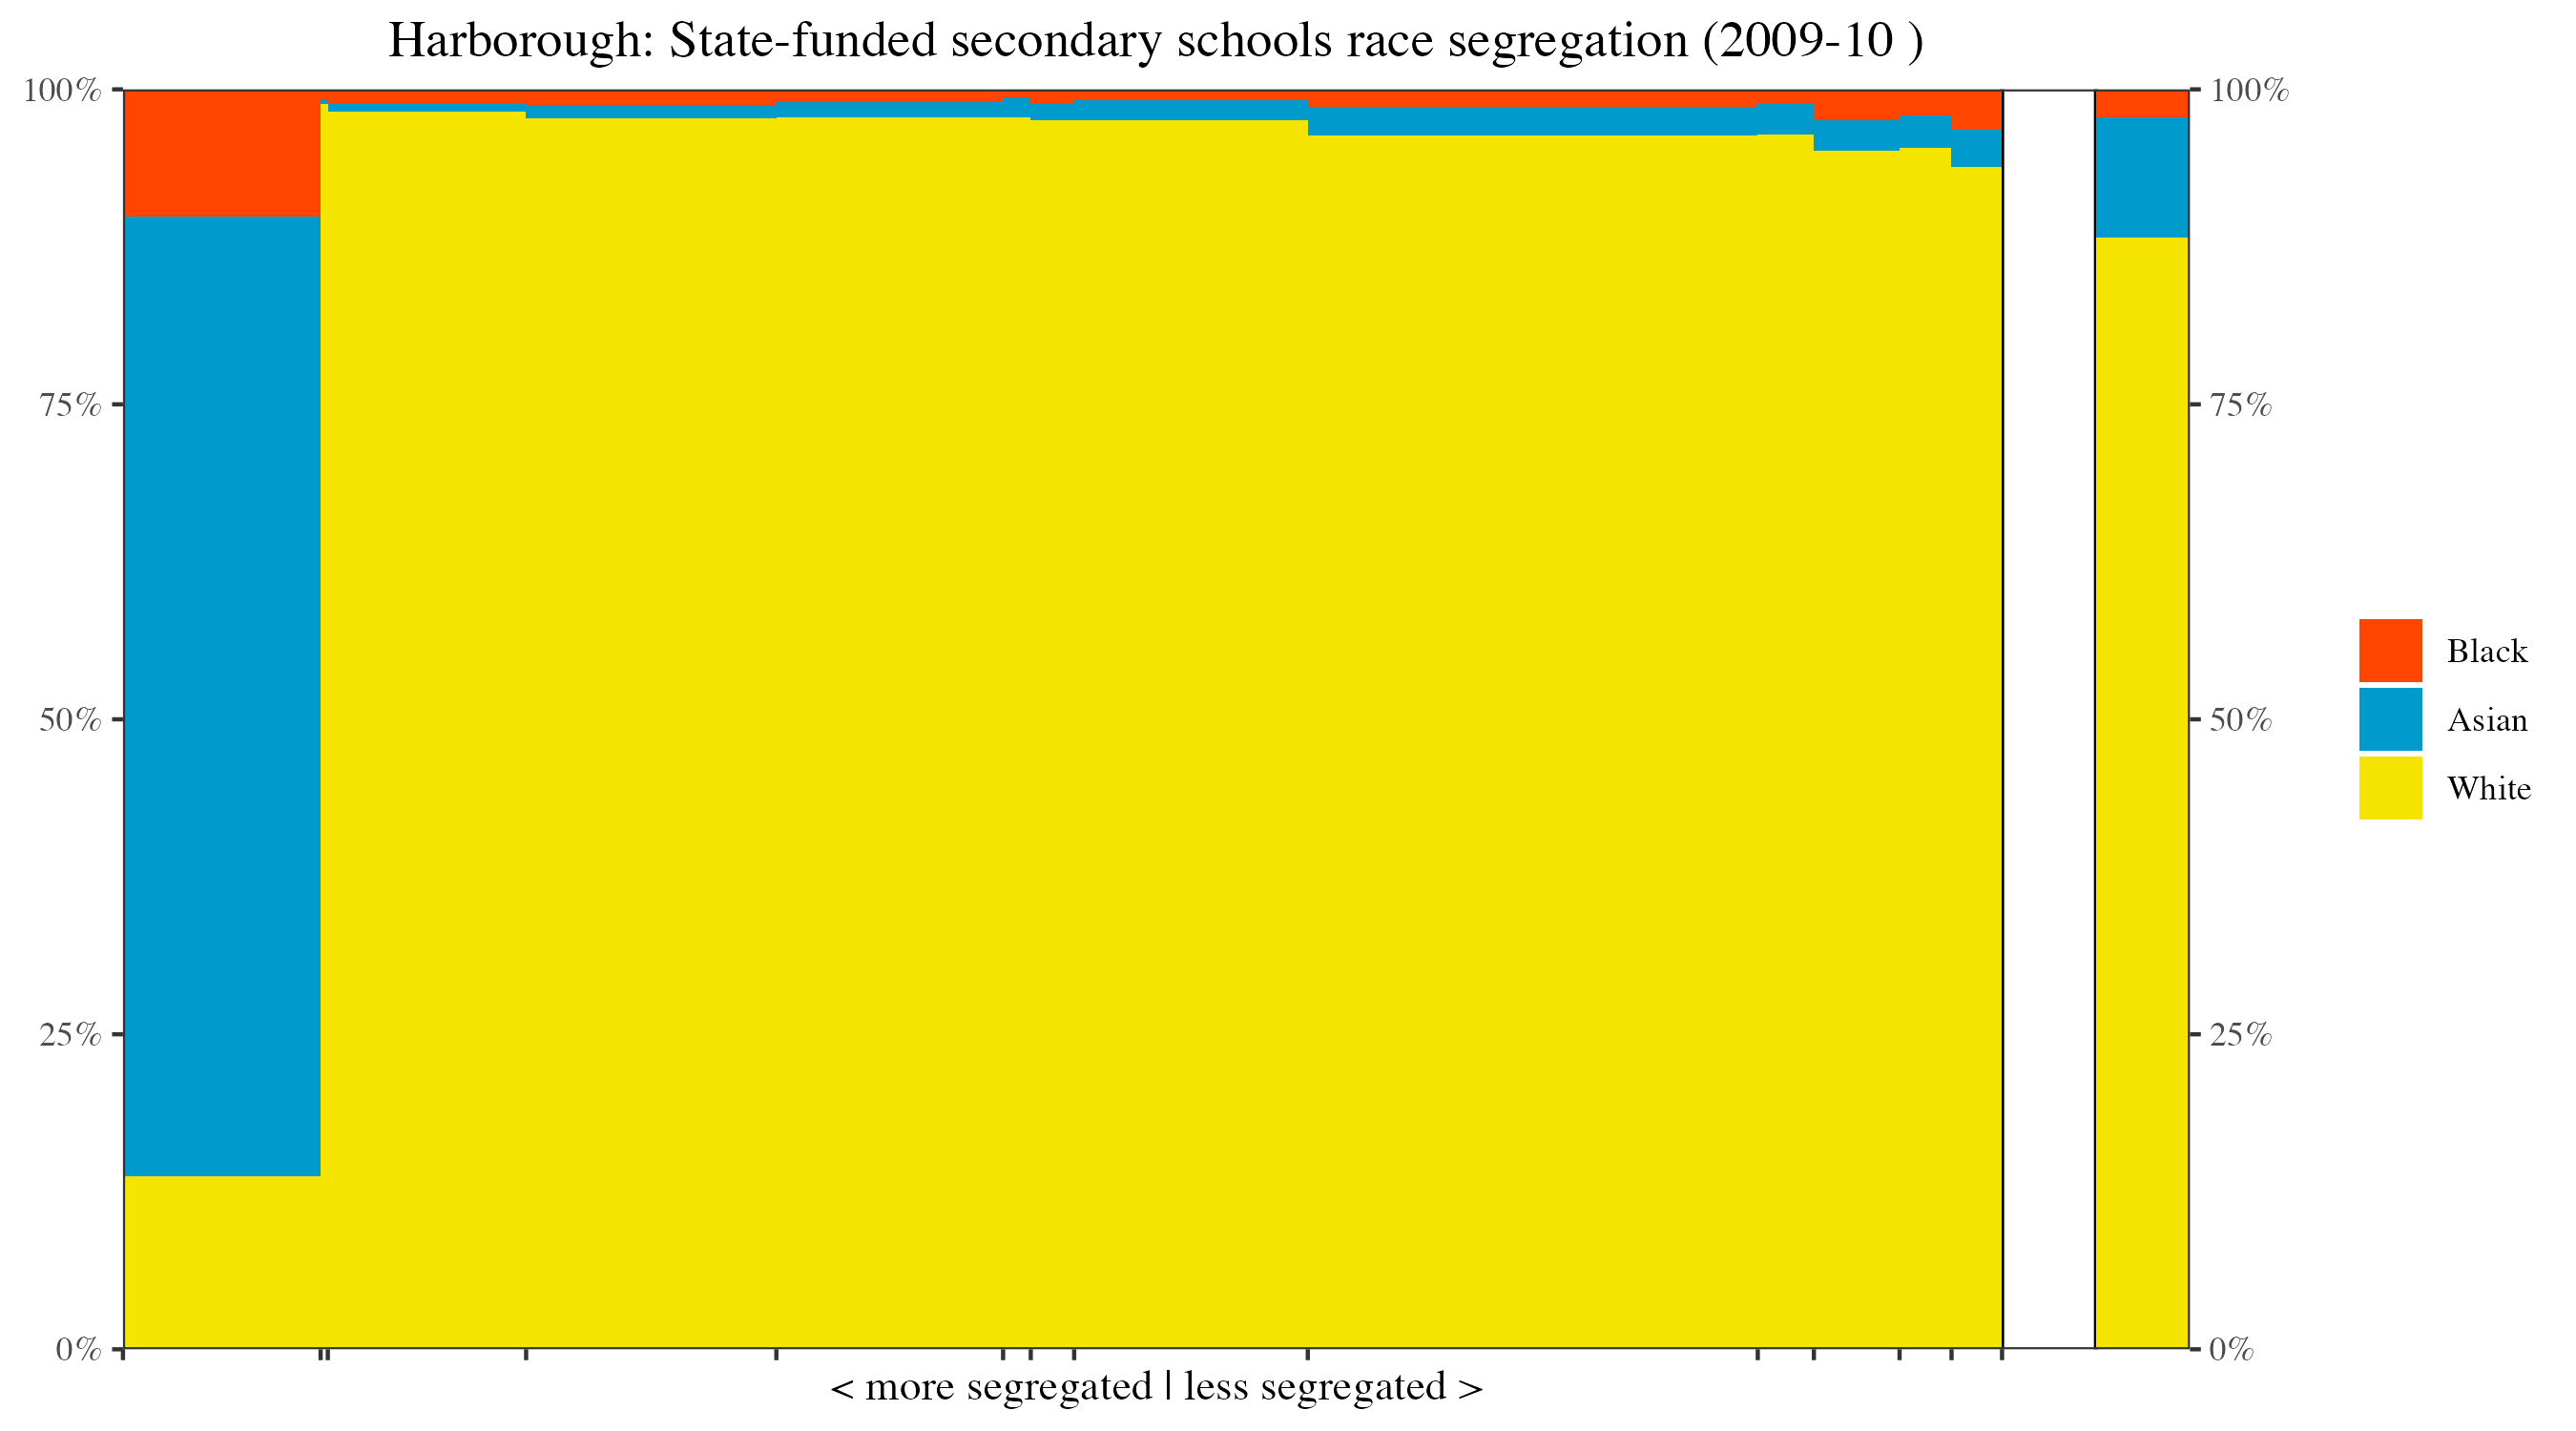 Harborough: State-funded secondary schools race segregation (2009-10 )
100%
75%
50%
25%
0%
100%
75%
50%
25%
0%
Black
Asian
White
< more segregated | less segregated >